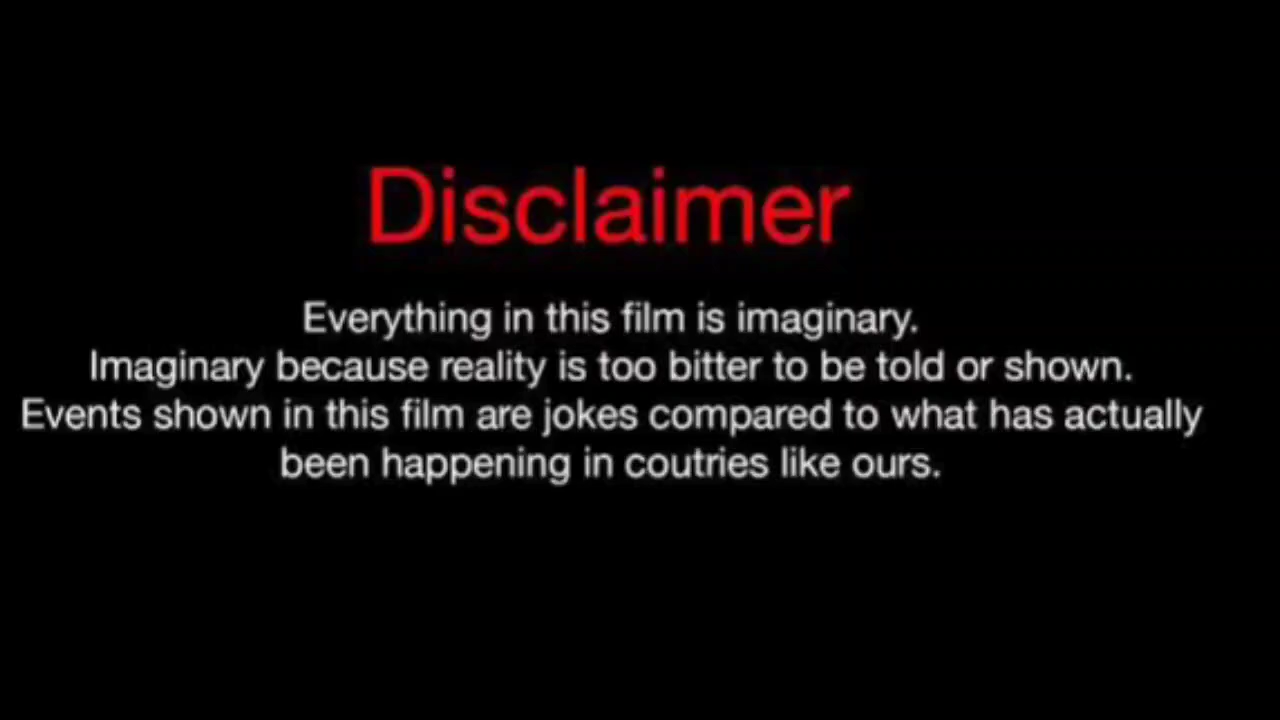 Disclaimer
Everything in this film is imaginary.
Imaginary because reality is too bitter to be told or shown.
Events shown in this film are jokes compared to what has actually
been happening in coutries like ours.